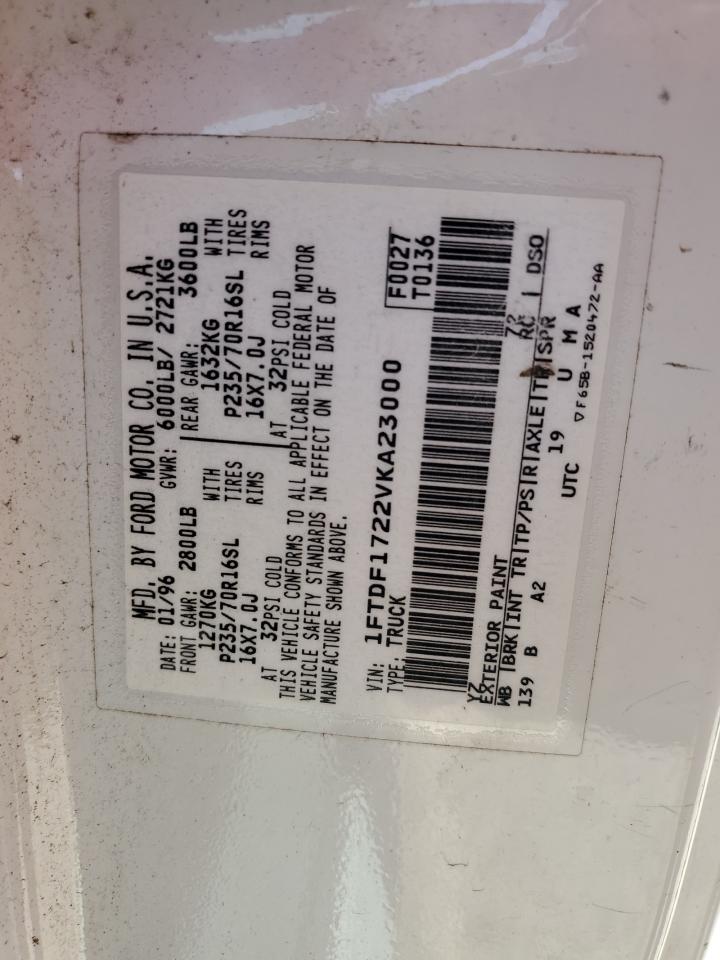 MFD. BY FORD MOTOR CO. IN U.S.A.
DATE: 01/96 GVWR: 6000LB/ 2721KG
FRONT GAWR: 2800LB REAR GAWR: 3600LB
1270KG WITH 1632KG WITH
P235/70R16SL TIRES P235/70R16SL TIRES
16X7.0J RIMS 16X7.0J RIMS
AT 32PSI COLD AT 32PSI COLD
THIS VEHICLE CONFORMS TO ALL APPLICABLE FEDERAL MOTOR
VEHICLE SAFETY STANDARDS IN EFFECT ON THE DATE OF
MANUFACTURE SHOWN ABOVE.
VIN: 1FTDF1722VKA23000 F0027
TYPE: TRUCK T0136
YZ 72
EXTERIOR PAINT RC DSO
WB BRK INT TR TP/PS R AXLE TR SPR
139 B A2 19 U M A
UTC ▽F65B-1520472-AA